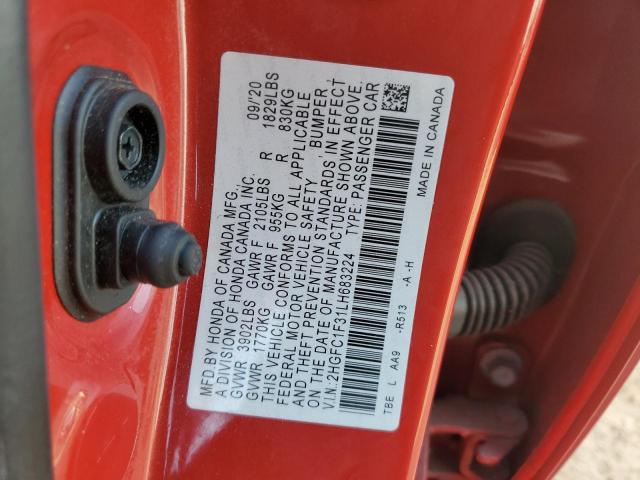 MFD.BY HONDA OF CANADA MFG., 09/'20
A DIVISION OF HONDA CANADA INC.
GVWR 3902LBS GAWR F 2105LBS R 1829LBS
GVWR 1770KG GAWR F 955KG R 830KG
THIS VEHICLE CONFORMS TO ALL APPLICABLE
FEDERAL MOTOR VEHICLE SAFETY, BUMPER,
AND THEFT PREVENTION STANDARDS IN EFFECT
ON THE DATE OF MANUFACTURE SHOWN ABOVE.
V.I.N. 2HGFC1F31LH683224 TYPE: PASSENGER CAR
MADE IN CANADA
TBE L AA9 -R513 -A -H